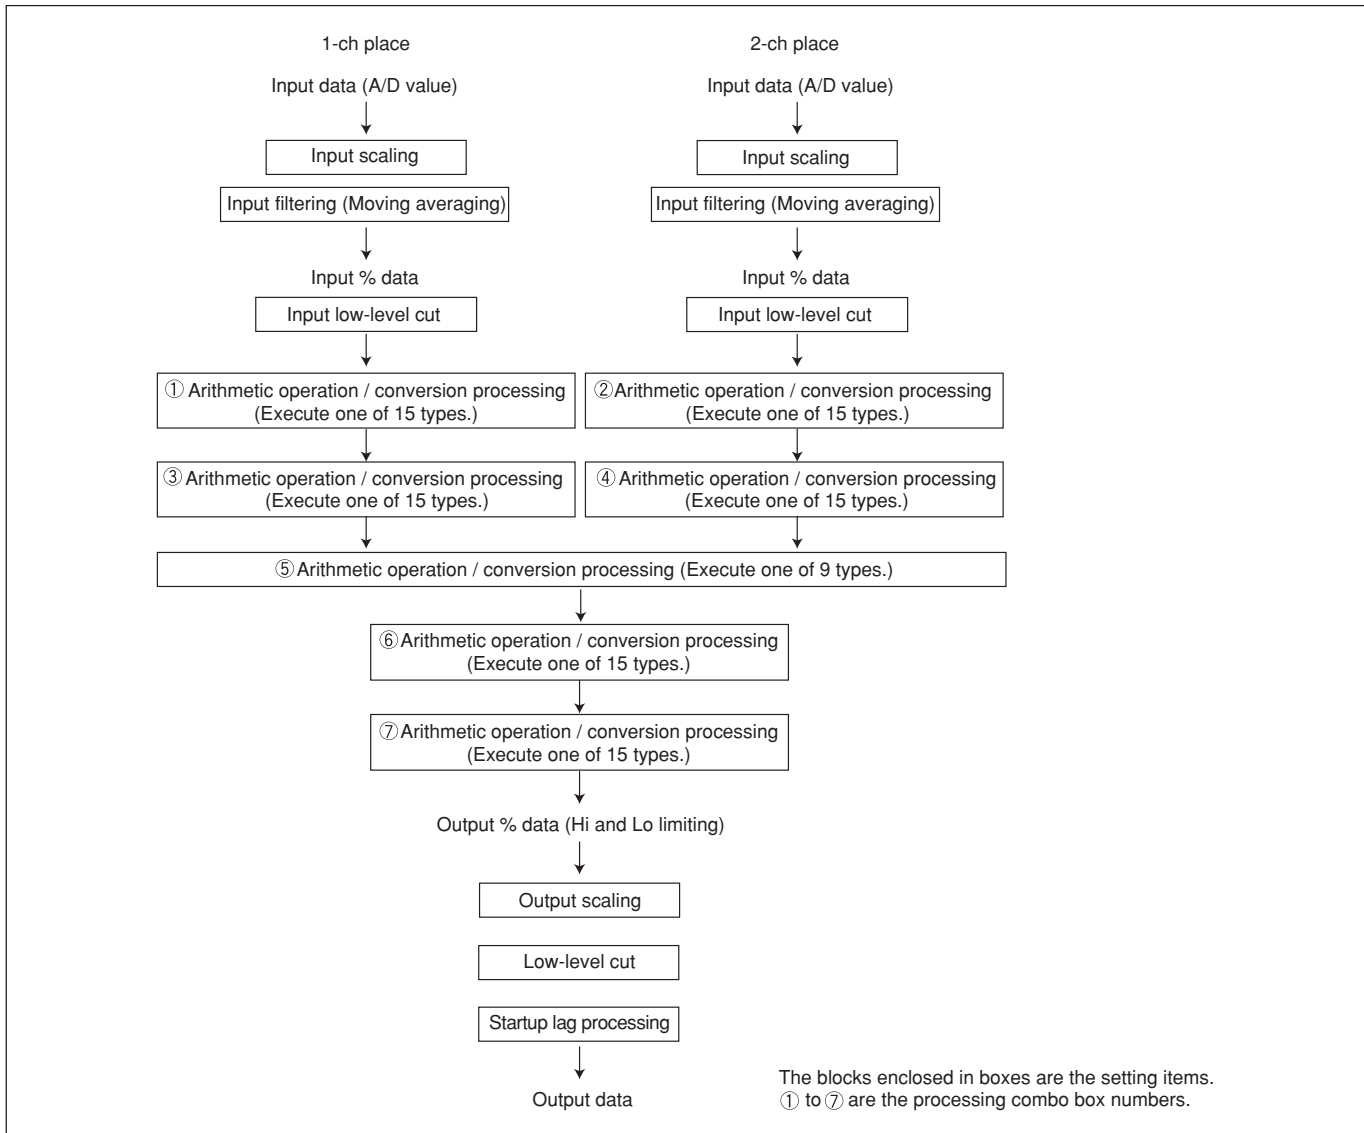 1-ch place
2-ch place
Input data (A/D value)
Input data (A/D value)
Input scaling
Input scaling
Input filtering (Moving averaging)
Input filtering (Moving averaging)
Input % data
Input % data
Input low-level cut
Input low-level cut
① Arithmetic operation / conversion processing
(Execute one of 15 types.)
② Arithmetic operation / conversion processing
(Execute one of 15 types.)
③ Arithmetic operation / conversion processing
(Execute one of 15 types.)
④ Arithmetic operation / conversion processing
(Execute one of 15 types.)
⑤ Arithmetic operation / conversion processing (Execute one of 9 types.)
⑥ Arithmetic operation / conversion processing
(Execute one of 15 types.)
⑦ Arithmetic operation / conversion processing
(Execute one of 15 types.)
Output % data (Hi and Lo limiting)
Output scaling
Low-level cut
Startup lag processing
Output data
The blocks enclosed in boxes are the setting items.
① to ⑦ are the processing combo box numbers.